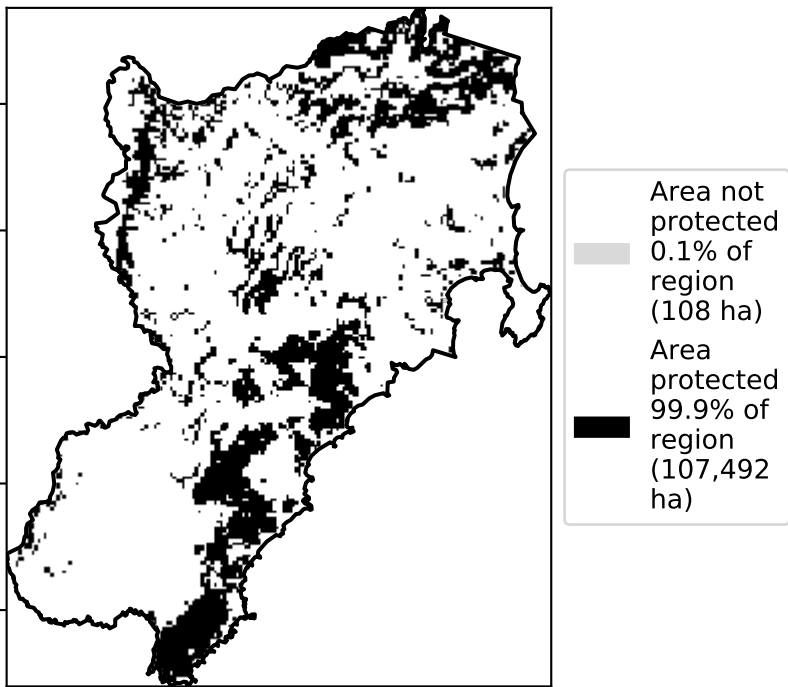 Area not
protected
0.1% of
region
(108 ha)
Area
protected
99.9% of
region
(107,492
ha)